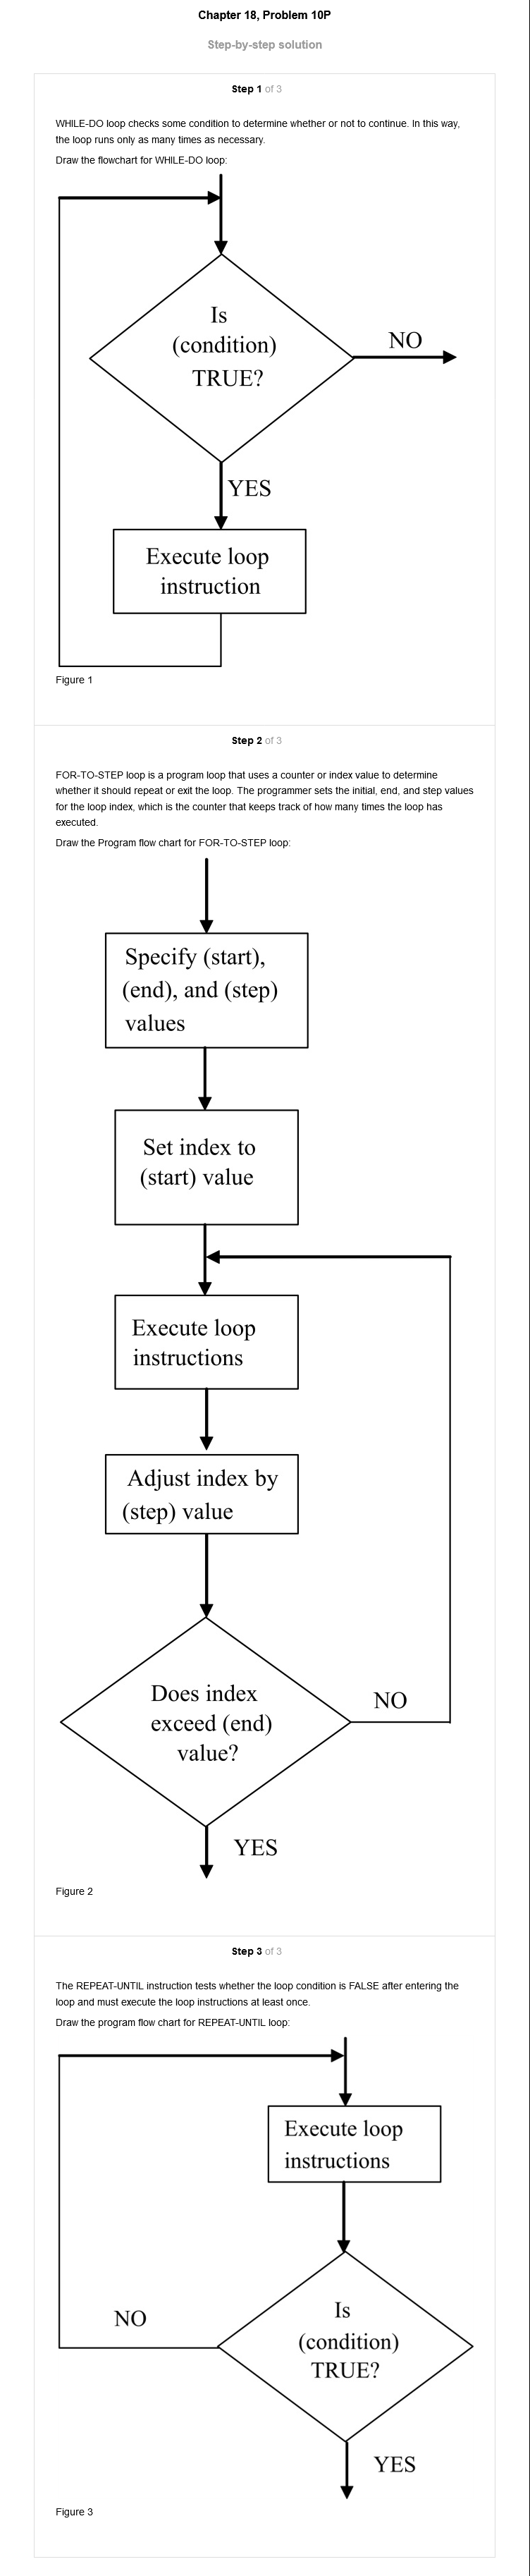 Chapter 18, Problem 10P
Step-by-step solution
Step 1 of 3
WHILE-DO loop checks some condition to determine whether or not to continue. In this way,
the loop runs only as many times as necessary.
Draw the flowchart for WHILE-DO loop:
Is
(condition)
TRUE?
NO
YES
Execute loop
instruction
Figure 1
Step 2 of 3
FOR-TO-STEP loop is a program loop that uses a counter or index value to determine
whether it should repeat or exit the loop. The programmer sets the initial, end, and step values
for the loop index, which is the counter that keeps track of how many times the loop has
executed.
Draw the Program flow chart for FOR-TO-STEP loop:
Specify (start),
(end), and (step)
values
Set index to
(start) value
Execute loop
instructions
Adjust index by
(step) value
Does index
exceed (end)
value?
NO
YES
Figure 2
Step 3 of 3
The REPEAT-UNTIL instruction tests whether the loop condition is FALSE after entering the
loop and must execute the loop instructions at least once.
Draw the program flow chart for REPEAT-UNTIL loop:
Execute loop
instructions
Is
(condition)
TRUE?
NO
YES
Figure 3